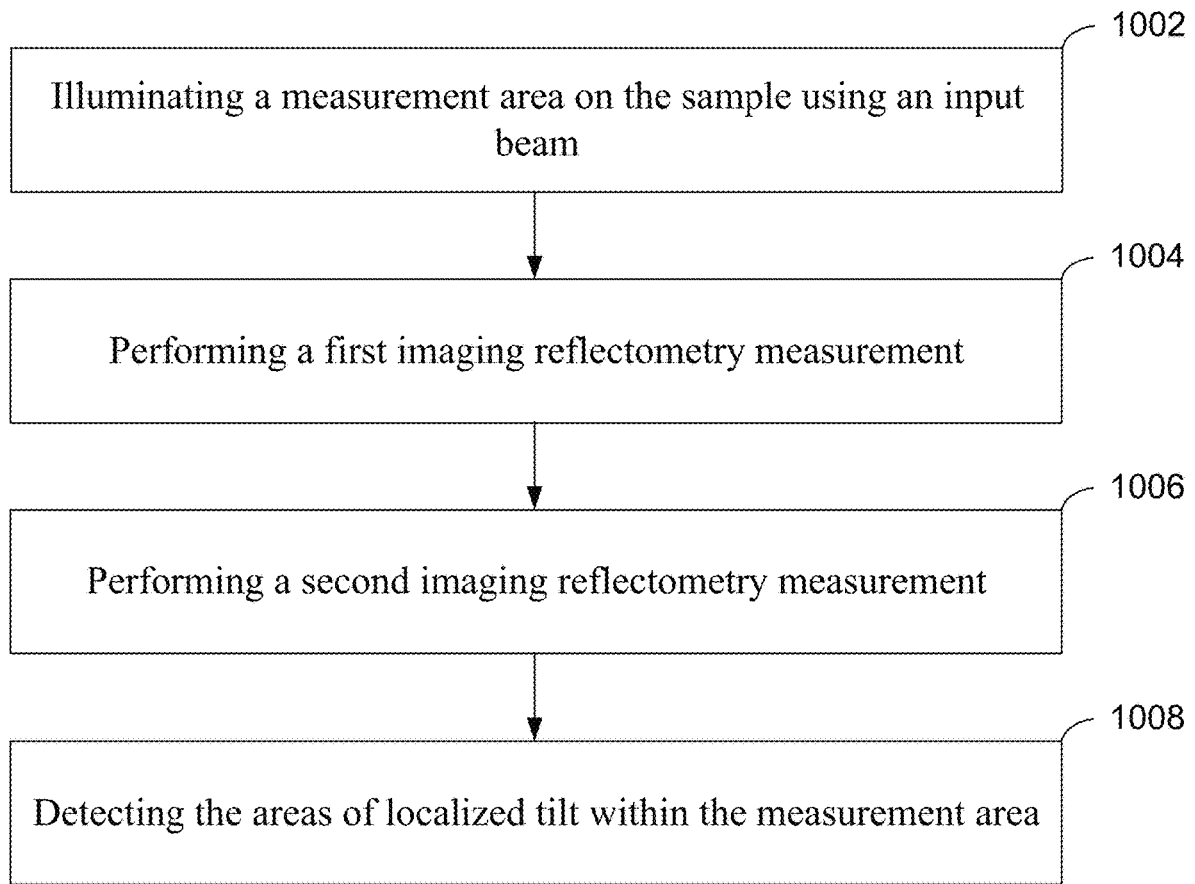 1002
Illuminating a measurement area on the sample using an input
beam
1004
Performing a first imaging reflectometry measurement
1006
Performing a second imaging reflectometry measurement
1008
Detecting the areas of localized tilt within the measurement area